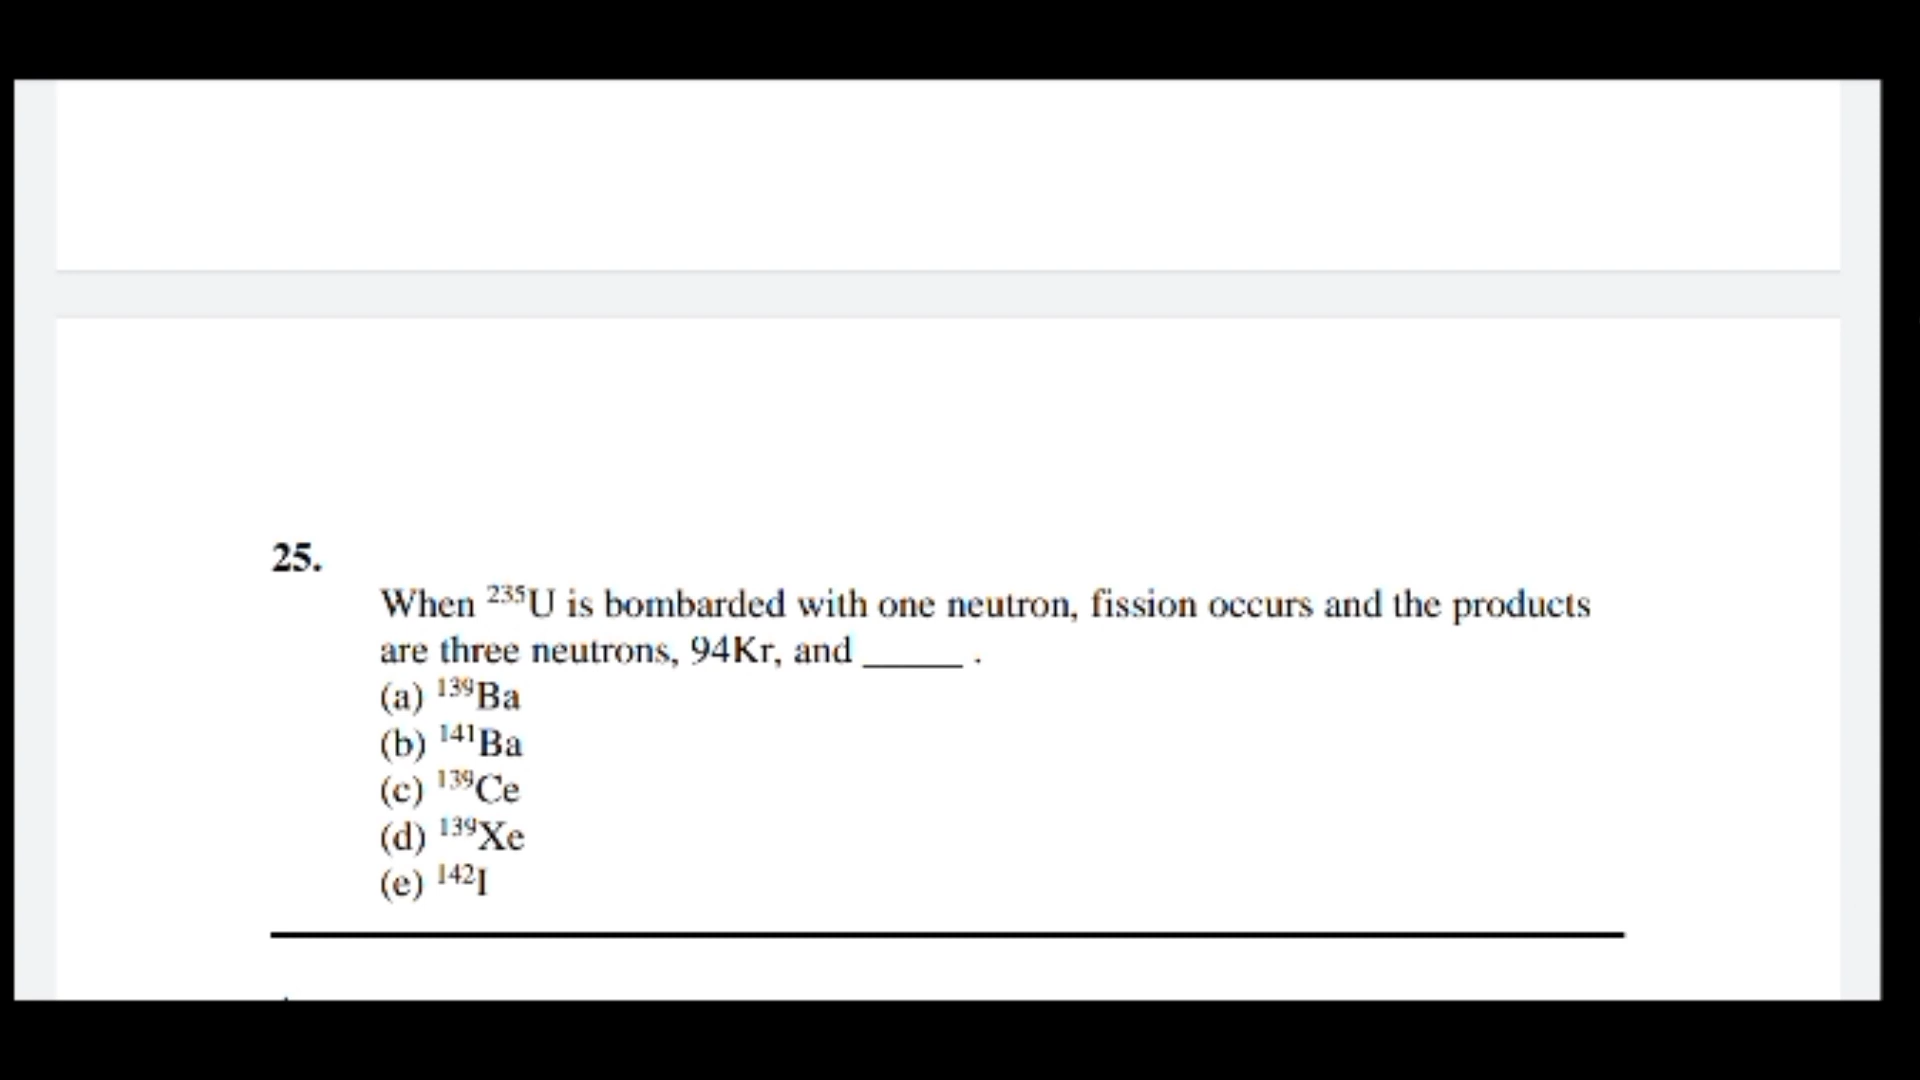 25.
When ²³⁵U is bombarded with one neutron, fission occurs and the products
are three neutrons, 94Kr, and _____ .
(a) ¹³⁹Ba
(b) ¹⁴¹Ba
(c) ¹³⁹Ce
(d) ¹³⁹Xe
(e) ¹⁴²I